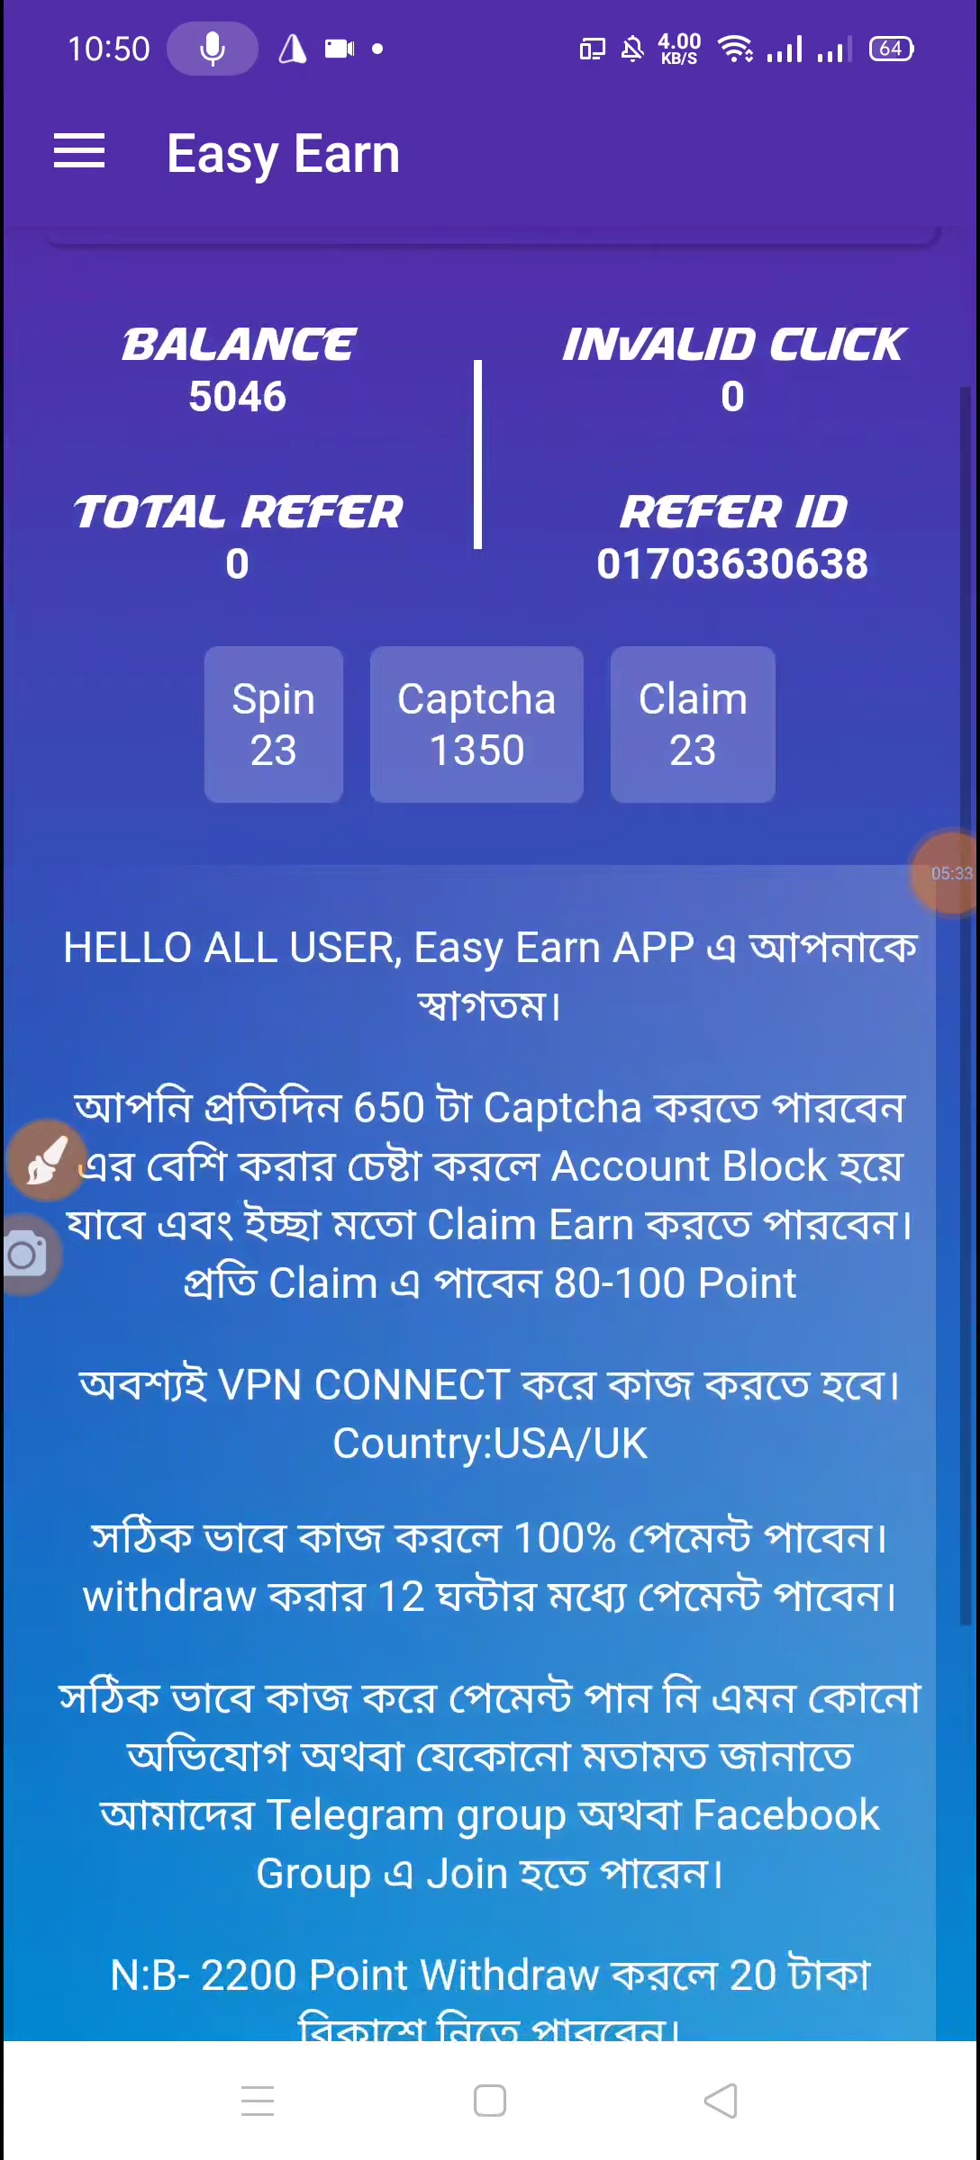 10:50
4.00
KB/S
64
Easy Earn
BALANCE
5046
INVALID CLICK
0
TOTAL REFER
0
REFER ID
01703630638
Spin
23
Captcha
1350
Claim
23
05:33
HELLO ALL USER, Easy Earn APP এ আপনাকে
স্বাগতম।
আপনি প্রতিদিন 650 টা Captcha করতে পারবেন
এর বেশি করার চেষ্টা করলে Account Block হয়ে
যাবে এবং ইচ্ছা মতো Claim Earn করতে পারবেন।
প্রতি Claim এ পাবেন 80-100 Point
অবশ্যই VPN CONNECT করে কাজ করতে হবে।
Country:USA/UK
সঠিক ভাবে কাজ করলে 100% পেমেন্ট পাবেন।
withdraw করার 12 ঘন্টার মধ্যে পেমেন্ট পাবেন।
সঠিক ভাবে কাজ করে পেমেন্ট পান নি এমন কোনো
অভিযোগ অথবা যেকোনো মতামত জানাতে
আমাদের Telegram group অথবা Facebook
Group এ Join হতে পারেন।
N:B- 2200 Point Withdraw করলে 20 টাকা
বিকাশে নিতে পারবেন।